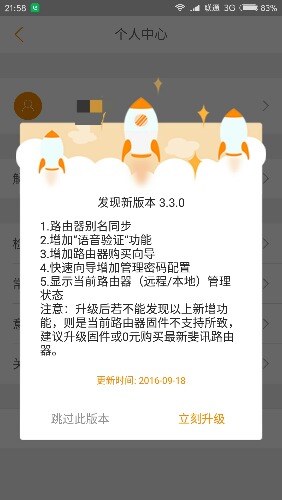 21:58
联通 3G 83%
个人中心
发现新版本 3.3.0
1.路由器别名同步
2.增加"语音验证"功能
3.增加路由器购买向导
4.快速向导增加管理密码配置
5.显示当前路由器（远程/本地）管
理状态
注意：升级后若不能发现以上新增功
能，则是当前路由器固件不支持所致，
建议升级固件或0元购买最新斐讯路由
器。
更新时间: 2016-09-18
跳过此版本 立刻升级